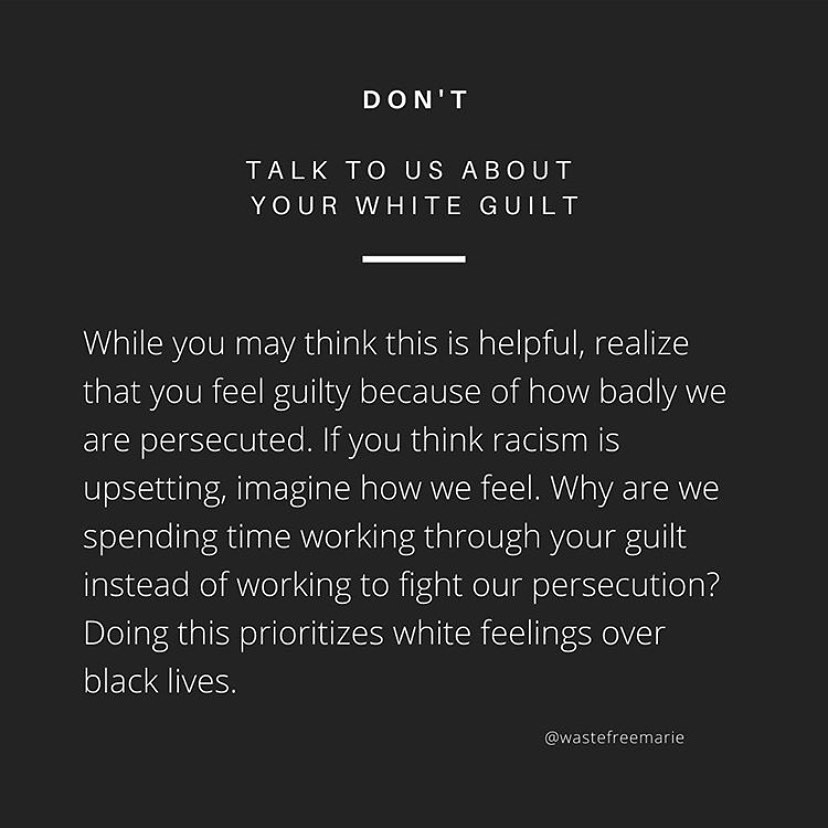 DON'T
TALK TO US ABOUT
YOUR WHITE GUILT
While you may think this is helpful, realize
that you feel guilty because of how badly we
are persecuted. If you think racism is
upsetting, imagine how we feel. Why are we
spending time working through your guilt
instead of working to fight our persecution?
Doing this prioritizes white feelings over
black lives.
@wastefreemarie